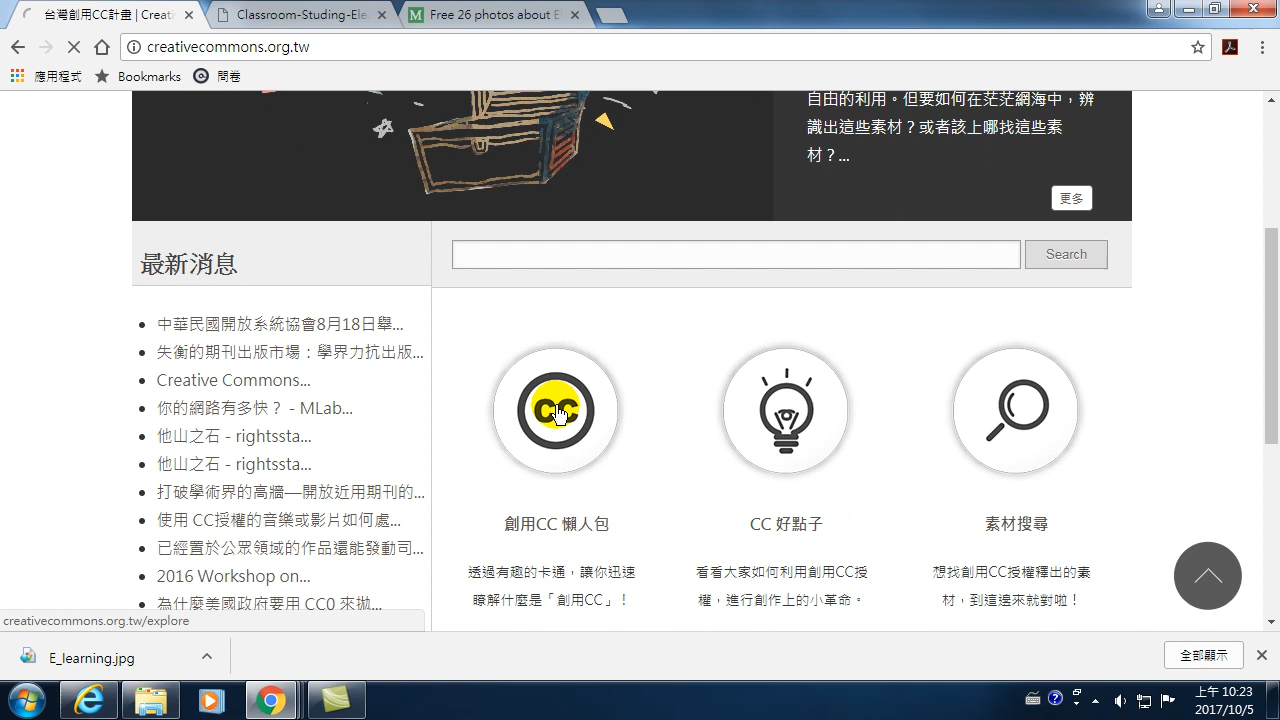 台灣創用CC計畫 | Creati
Classroom-Studing-Ele
Free 26 photos about El
creativecommons.org.tw
應用程式
Bookmarks
問卷
自由的利用。但要如何在茫茫網海中，辨
識出這些素材？或者該上哪找這些素
材？...
更多
最新消息
Search
中華民國開放系統協會8月18日舉...
失衡的期刊出版市場：學界力抗出版...
Creative Commons...
你的網路有多快？ - MLab...
他山之石 - rightssta...
他山之石 - rightssta...
打破學術界的高牆—開放近用期刊的...
使用 CC授權的音樂或影片如何處...
已經置於公眾領域的作品還能發動司...
2016 Workshop on...
為什麼美國政府要用 CC0 來拋...
CC
創用CC 懶人包
CC 好點子
素材搜尋
透過有趣的卡通，讓你迅速
瞭解什麼是「創用CC」！
看看大家如何利用創用CC授
權，進行創作上的小革命。
想找創用CC授權釋出的素
材，到這邊來就對啦！
creativecommons.org.tw/explore
E_learning.jpg
全部顯示
上午 10:23
2017/10/5